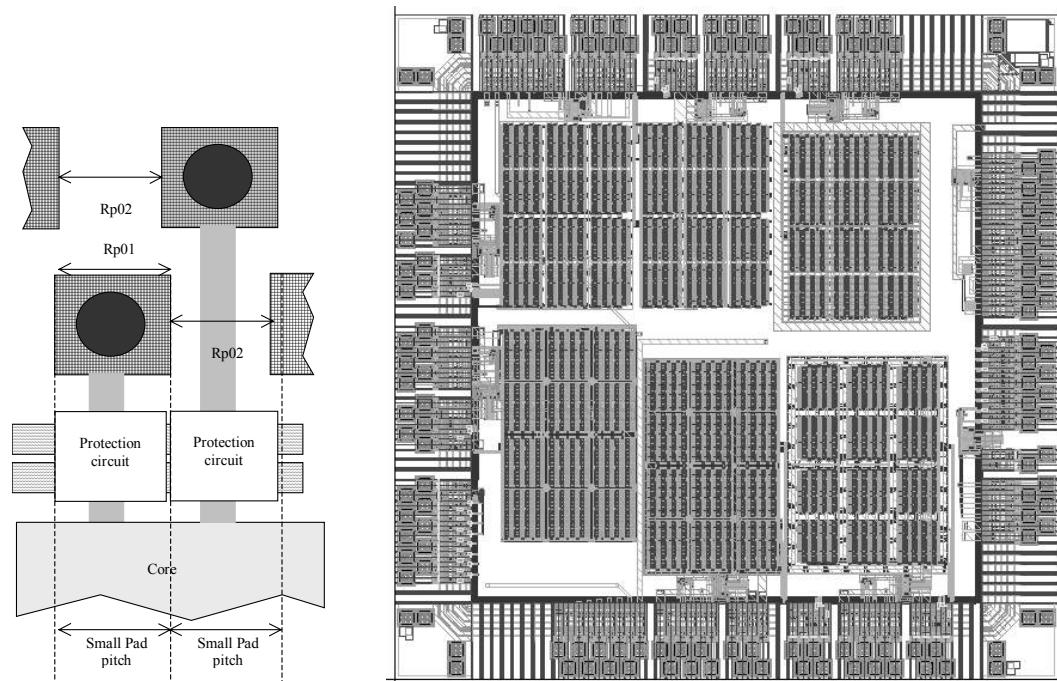 Rp02
Rp01
Rp02
Protection
circuit
Protection
circuit
Core
Small Pad
pitch
Small Pad
pitch